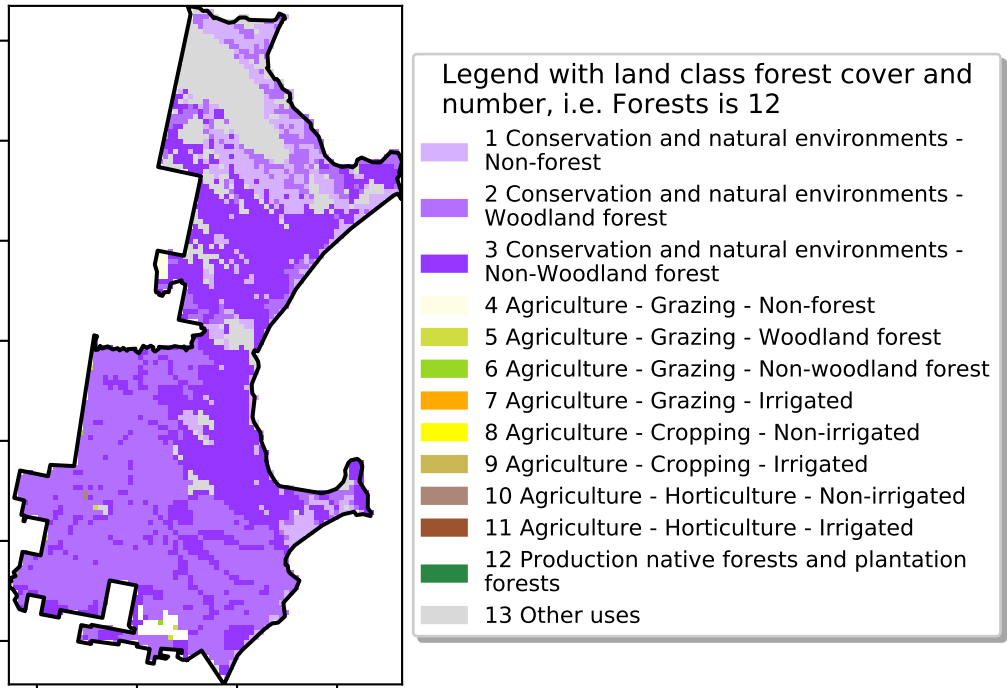 Legend with land class forest cover and
number, i.e. Forests is 12
1 Conservation and natural environments -
Non-forest
2 Conservation and natural environments -
Woodland forest
3 Conservation and natural environments -
Non-Woodland forest
4 Agriculture - Grazing - Non-forest
5 Agriculture - Grazing - Woodland forest
6 Agriculture - Grazing - Non-woodland forest
7 Agriculture - Grazing - Irrigated
8 Agriculture - Cropping - Non-irrigated
9 Agriculture - Cropping - Irrigated
10 Agriculture - Horticulture - Non-irrigated
11 Agriculture - Horticulture - Irrigated
12 Production native forests and plantation
forests
13 Other uses